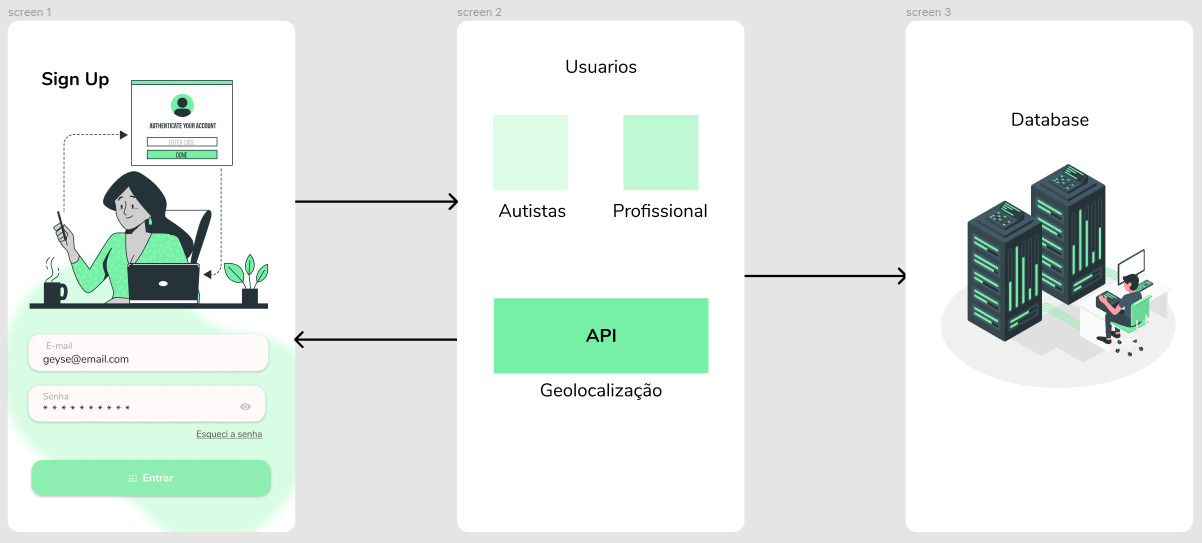 screen 1
Sign Up
AUTHENTICATE YOUR ACCOUNT
ENTER CODE
DONE
E-mail
geyse@email.com
Senha
* * * * * * * * * *
Esqueci a senha
Entrar
screen 2
Usuarios
Autistas
Profissional
API
Geolocalização
screen 3
Database